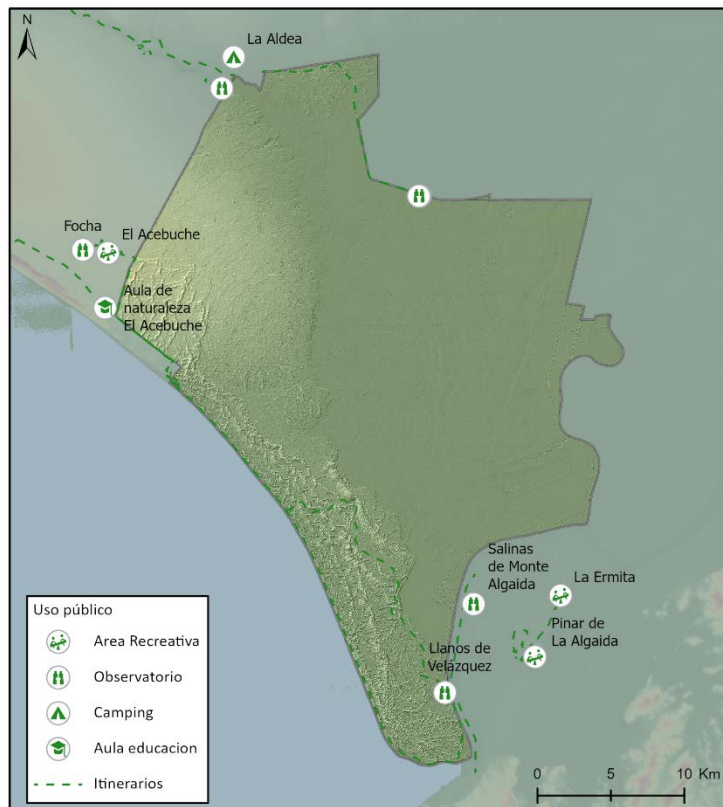 N
La Aldea
Focha
El Acebuche
Aula de
naturaleza
El Acebuche
Salinas
de Monte
Algaida
La Ermita
Pinar de
La Algaida
Llanos de
Velázquez
Uso público
Area Recreativa
Observatorio
Camping
Aula educacion
Itinerarios
0 5 10 Km